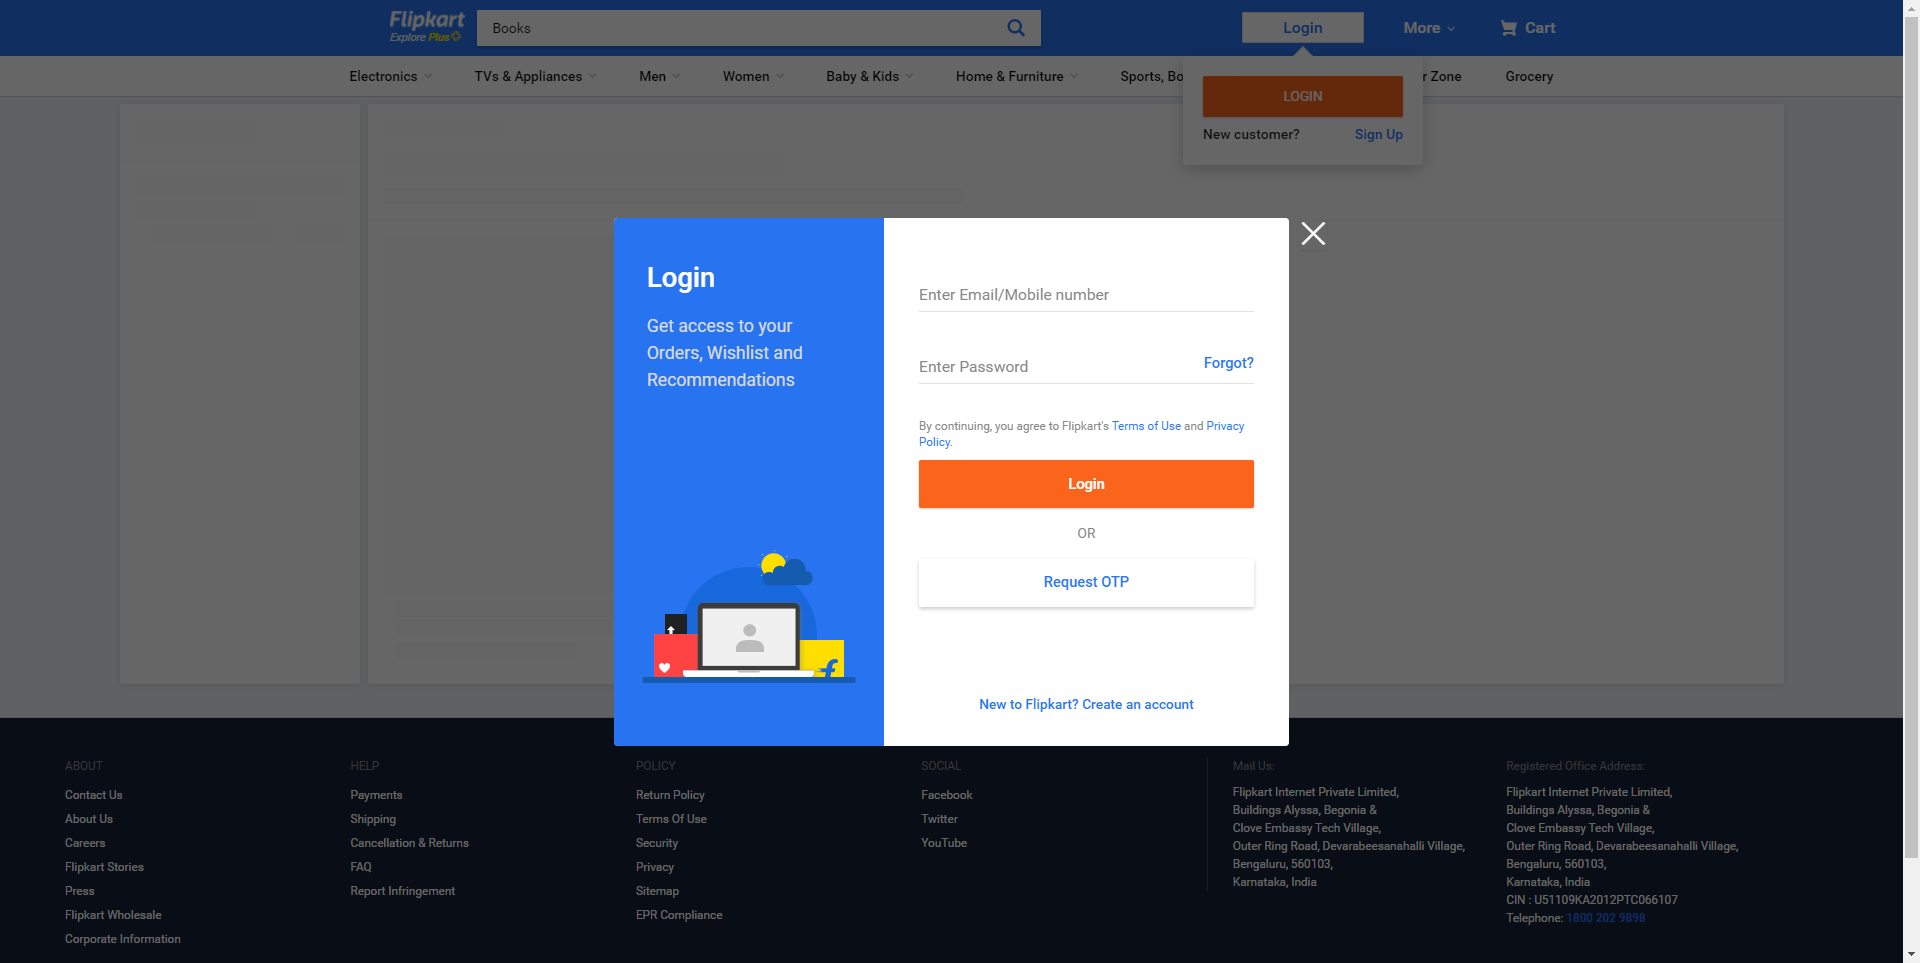 Flipkart
Explore Plus
Books
Login
More
Cart
Electronics
TVs & Appliances
Men
Women
Baby & Kids
Home & Furniture
Sports, Bo
r Zone
Grocery
LOGIN
New customer?
Sign Up
Login
Get access to your
Orders, Wishlist and
Recommendations
Enter Email/Mobile number
Enter Password
Forgot?
By continuing, you agree to Flipkart's Terms of Use and Privacy
Policy.
Login
OR
Request OTP
New to Flipkart? Create an account
ABOUT
Contact Us
About Us
Careers
Flipkart Stories
Press
Flipkart Wholesale
Corporate Information
HELP
Payments
Shipping
Cancellation & Returns
FAQ
Report Infringement
POLICY
Return Policy
Terms Of Use
Security
Privacy
Sitemap
EPR Compliance
SOCIAL
Facebook
Twitter
YouTube
Mail Us:
Flipkart Internet Private Limited,
Buildings Alyssa, Begonia &
Clove Embassy Tech Village,
Outer Ring Road, Devarabeesanahalli Village,
Bengaluru, 560103,
Karnataka, India
Registered Office Address:
Flipkart Internet Private Limited,
Buildings Alyssa, Begonia &
Clove Embassy Tech Village,
Outer Ring Road, Devarabeesanahalli Village,
Bengaluru, 560103,
Karnataka, India
CIN : U51109KA2012PTC066107
Telephone: 1800 202 9898